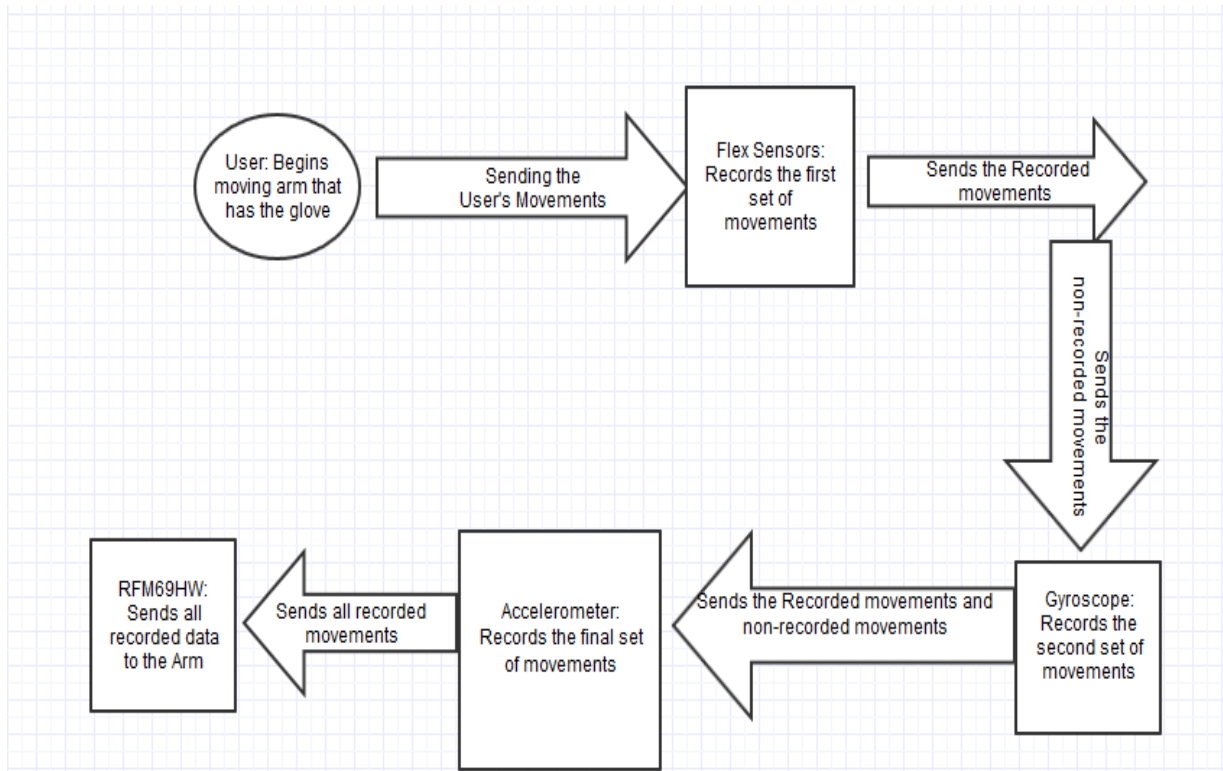 User: Begins
moving arm that
has the glove
Sending the
User's Movements
Flex Sensors:
Records the first
set of
movements
Sends the Recorded
movements
Sends the
non-recorded movements
Gyroscope:
Records the
second set of
movements
Sends the Recorded movements and
non-recorded movements
Accelerometer:
Records the final set
of movements
Sends all recorded
movements
RFM69HW:
Sends all
recorded data
to the Arm